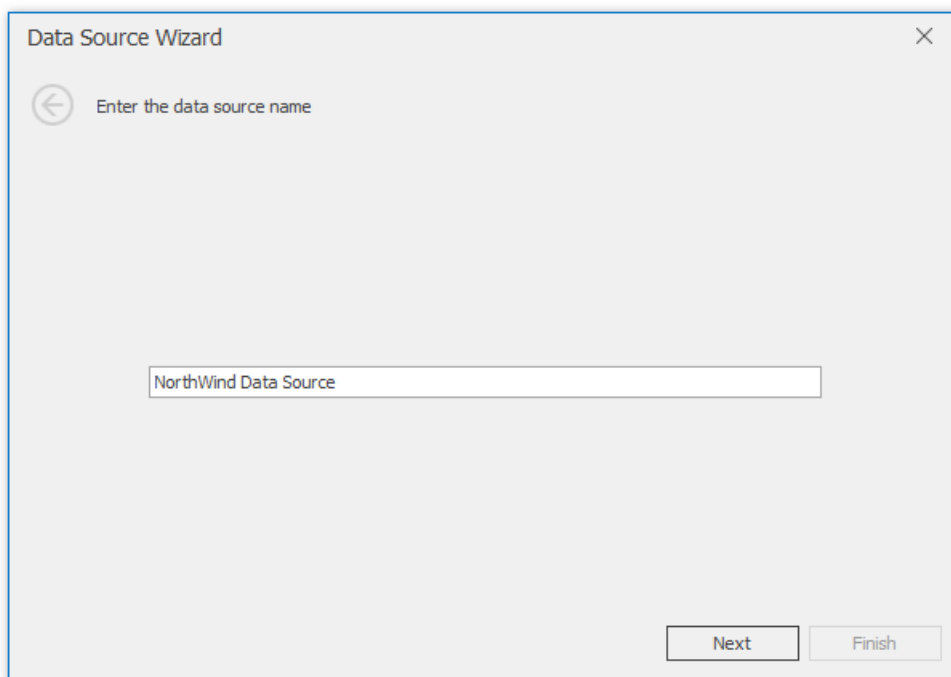 Data Source Wizard
Enter the data source name
NorthWind Data Source
Next
Finish